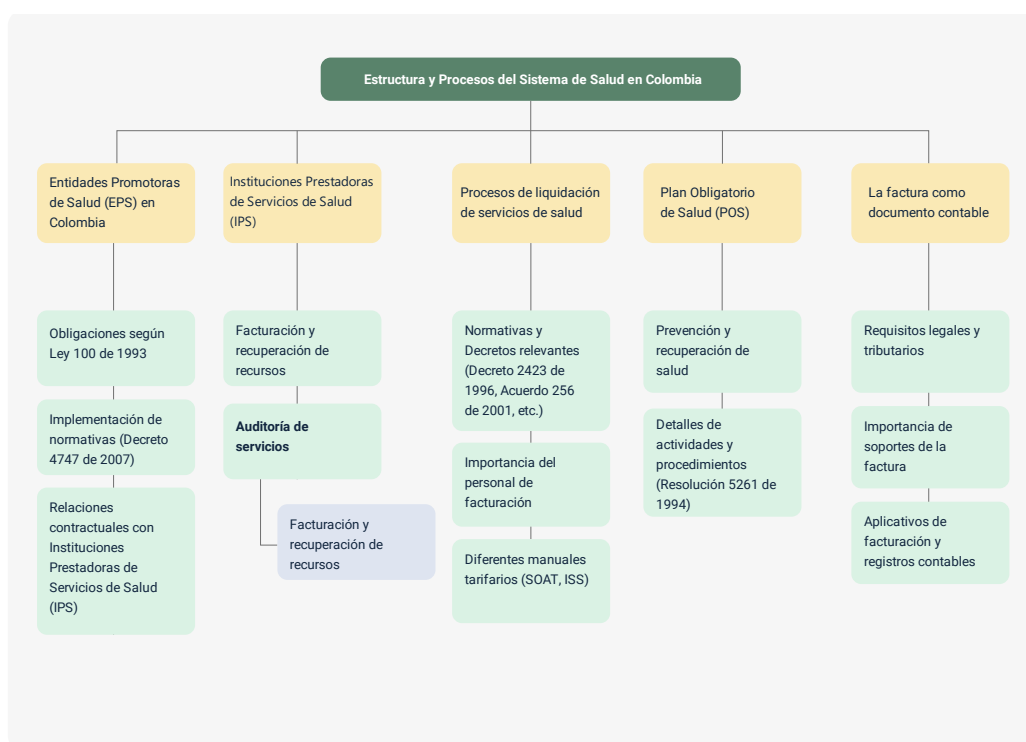 Estructura y Procesos del Sistema de Salud en Colombia
Entidades Promotoras
de Salud (EPS) en
Colombia
Obligaciones según
Ley 100 de 1993
Implementación de
normativas (Decreto
4747 de 2007)
Relaciones
contractuales con
Instituciones
Prestadoras de
Servicios de Salud
(IPS)
Instituciones Prestadoras
de Servicios de Salud
(IPS)
Facturación y
recuperación de
recursos
Auditoría de
servicios
Facturación y
recuperación de
recursos
Procesos de liquidación
de servicios de salud
Normativas y
Decretos relevantes
(Decreto 2423 de
1996, Acuerdo 256
de 2001, etc.)
Importancia del
personal de
facturación
Diferentes manuales
tarifarios (SOAT, ISS)
Plan Obligatorio
de Salud (POS)
Prevención y
recuperación de
salud
Detalles de
actividades y
procedimientos
(Resolución 5261 de
1994)
La factura como
documento contable
Requisitos legales y
tributarios
Importancia de
soportes de la
factura
Aplicativos de
facturación y
registros contables